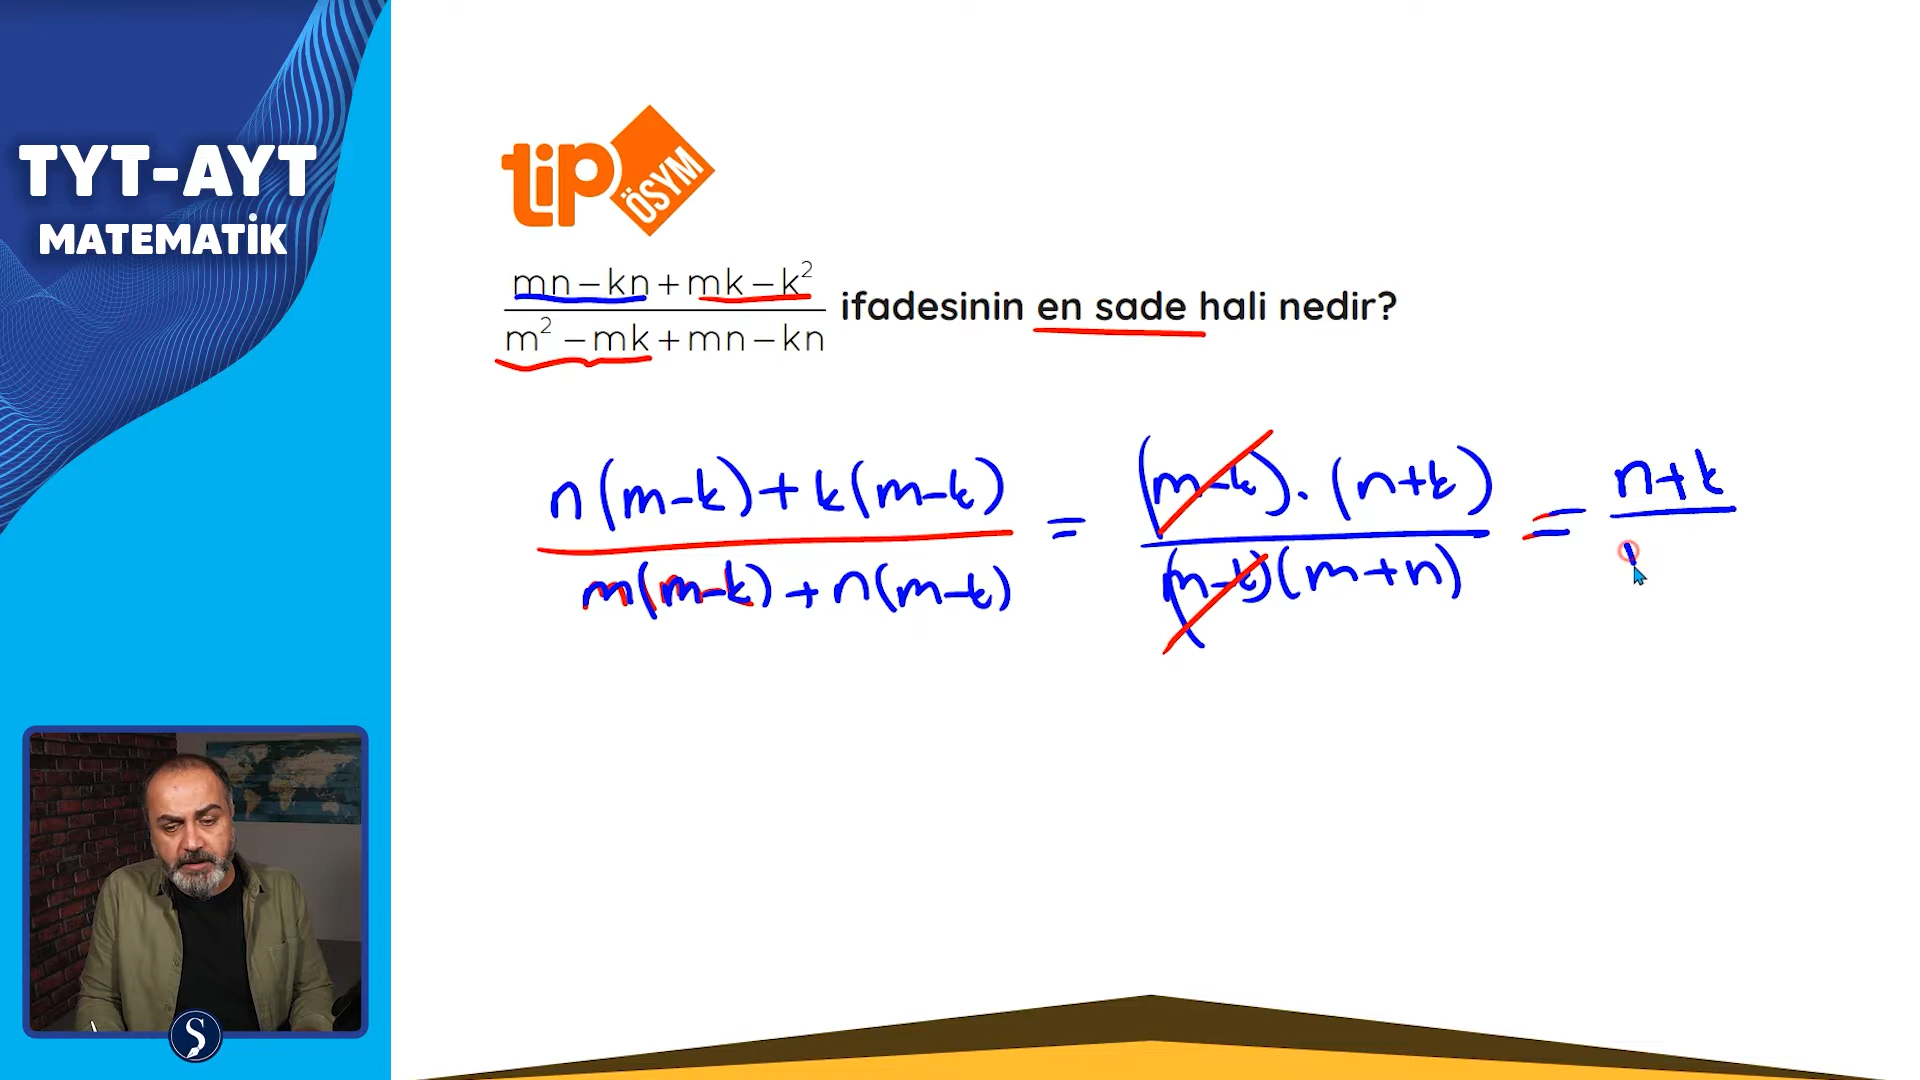 TYT-AYT
MATEMATİK
tip ÖSYM
mn−kn+mk−k²
m²−mk+mn−kn
ifadesinin en sade hali nedir?
n(m-k)+k(m-k) = (m-k).(n+k) = n+k
m(m-k)+n(m-k) (m-k)(m+n)
S